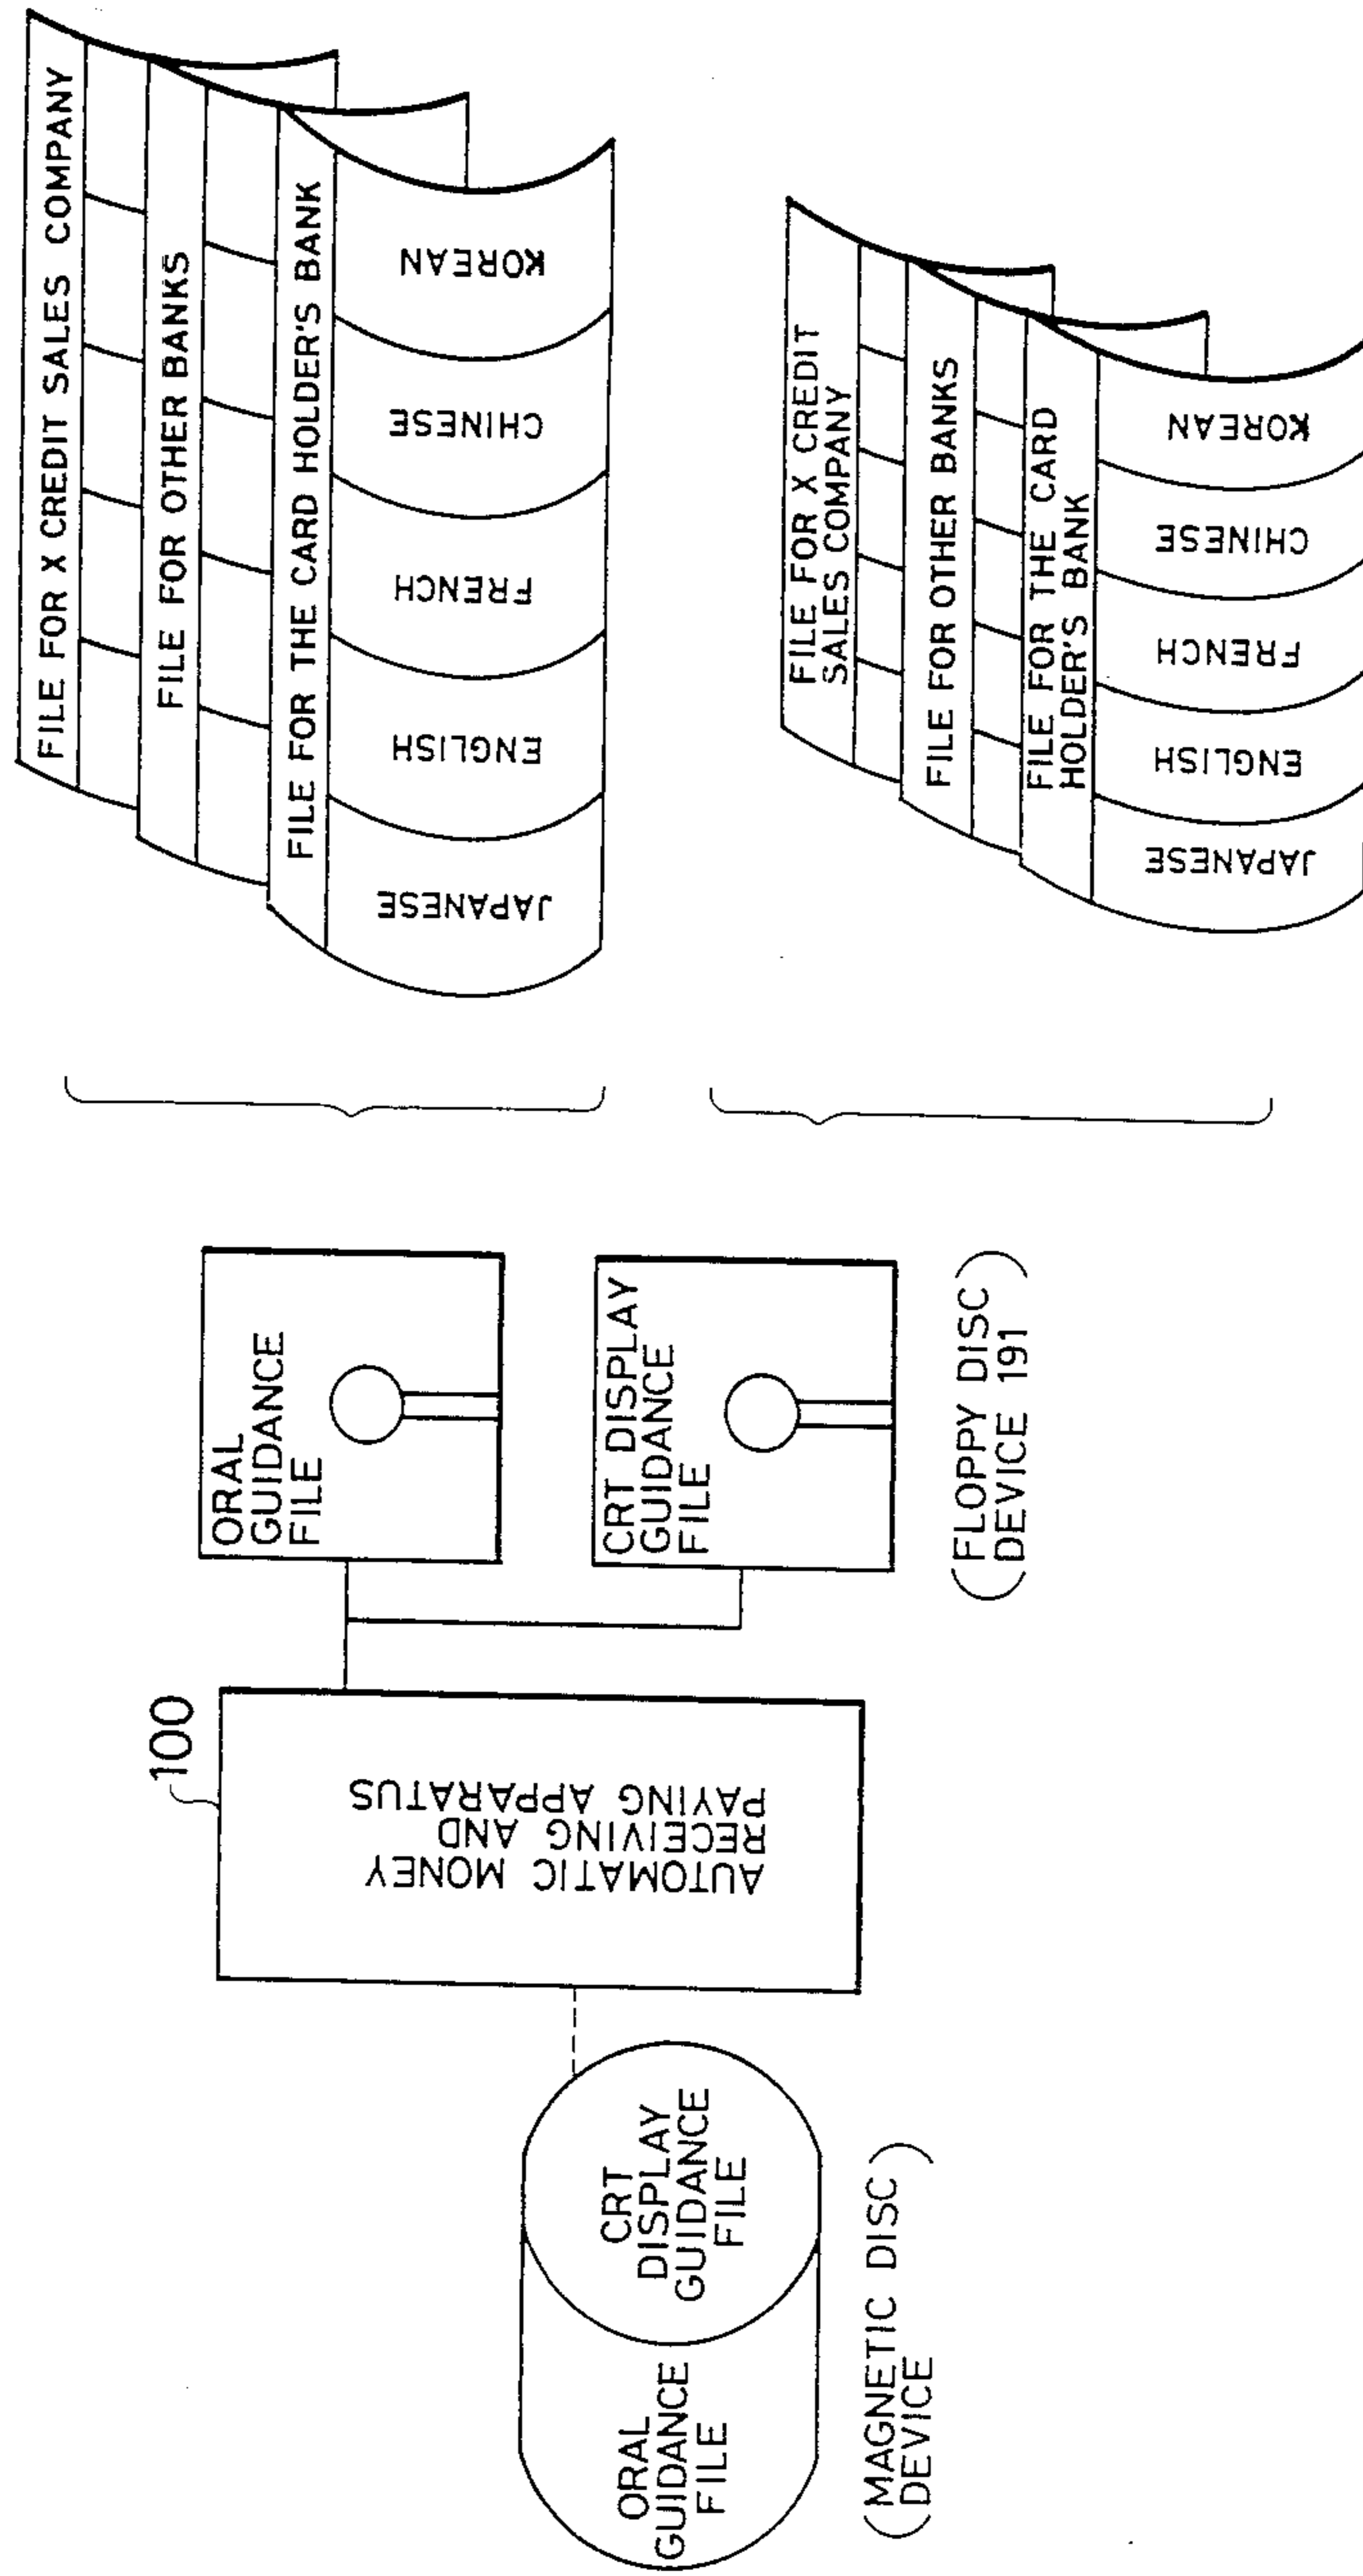 FILE FOR X CREDIT SALES COMPANY
FILE FOR OTHER BANKS
FILE FOR THE CARD HOLDER'S BANK
JAPANESE
ENGLISH
FRENCH
CHINESE
KOREAN
FILE FOR X CREDIT
SALES COMPANY
FILE FOR OTHER BANKS
FILE FOR THE CARD
HOLDER'S BANK
JAPANESE
ENGLISH
FRENCH
CHINESE
KOREAN
ORAL
GUIDANCE
FILE
CRT DISPLAY
GUIDANCE
FILE
(FLOPPY DISC
DEVICE 191)
100
AUTOMATIC MONEY
RECEIVING AND
PAYING APPARATUS
CRT
DISPLAY
GUIDANCE
FILE
ORAL
GUIDANCE
FILE
(MAGNETIC DISC
DEVICE)